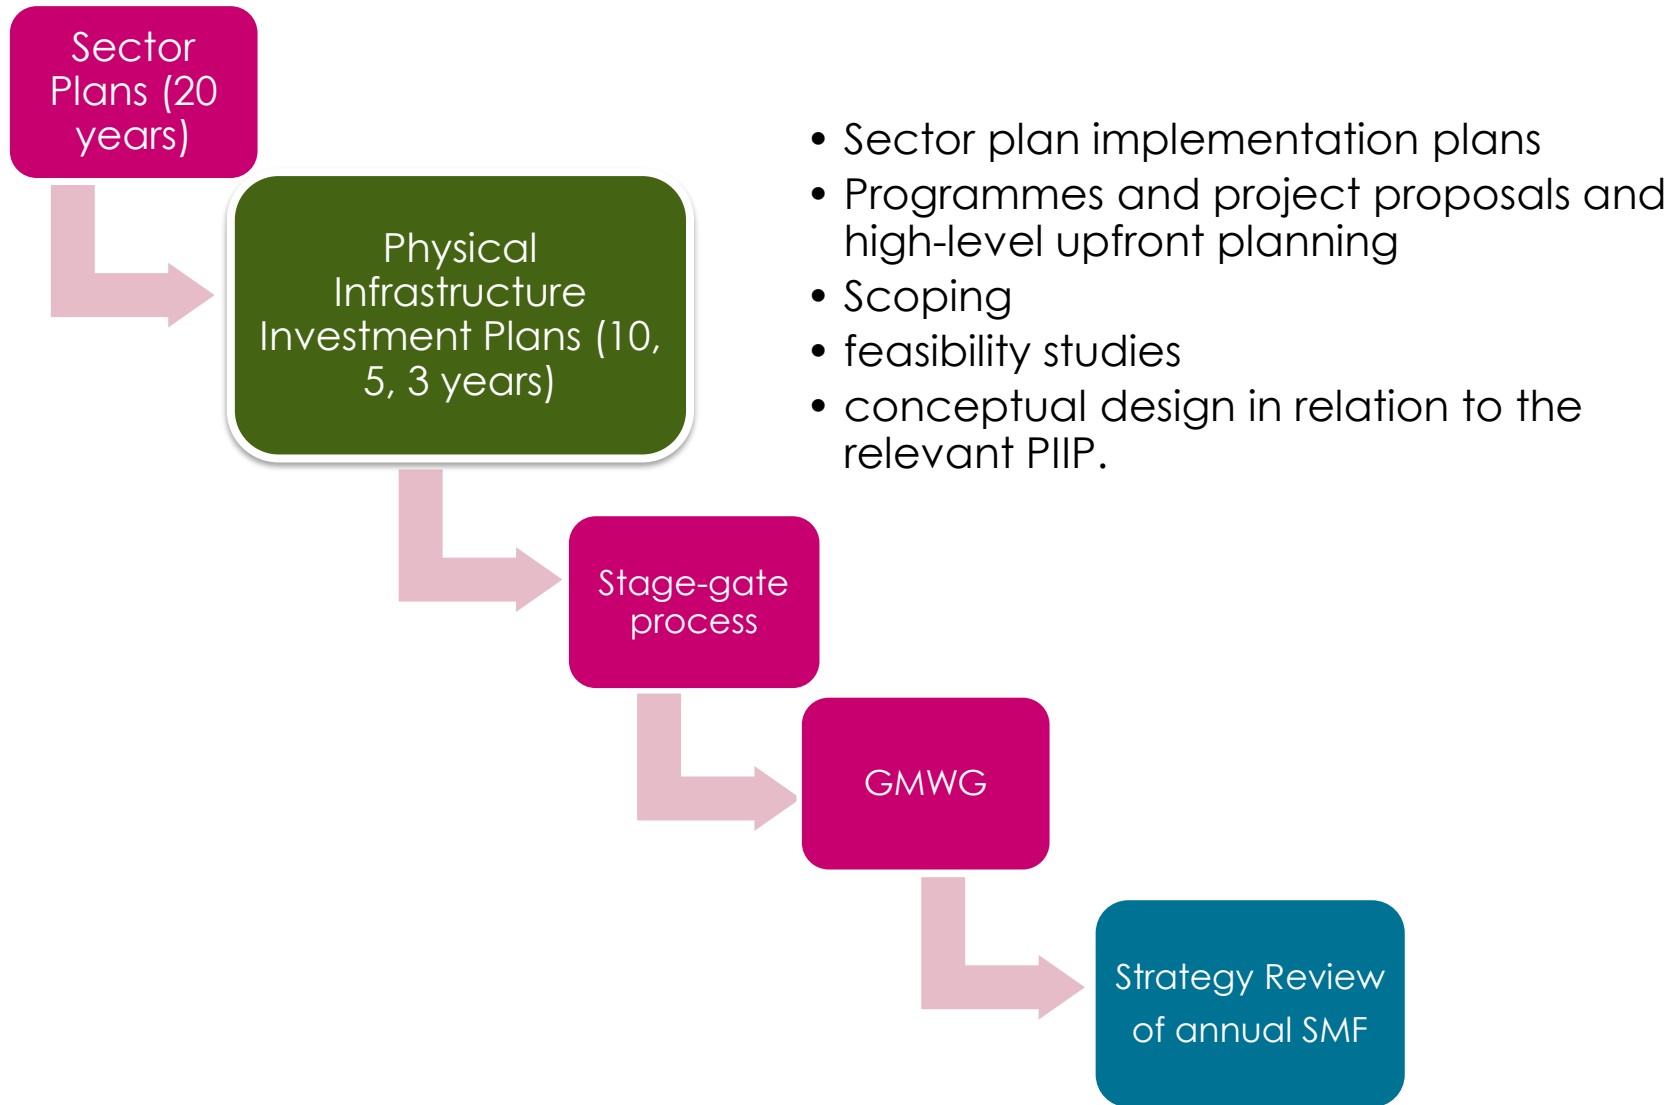 Sector
Plans (20
years)
Physical
Infrastructure
Investment Plans (10,
5, 3 years)
• Sector plan implementation plans
• Programmes and project proposals and
high-level upfront planning
• Scoping
• feasibility studies
• conceptual design in relation to the
relevant PIIP.
Stage-gate
process
GMWG
Strategy Review
of annual SMF